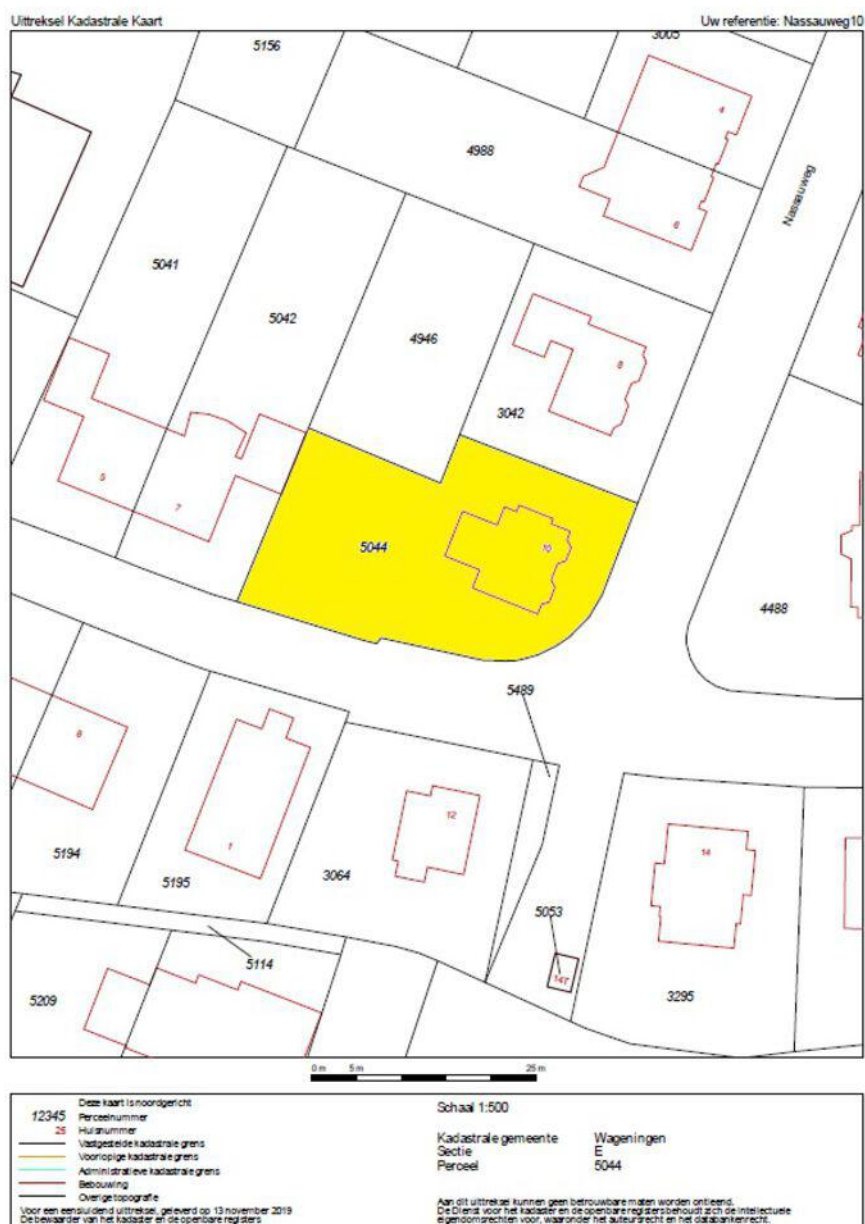 Uittreksel Kadastrale Kaart
Uw referentie: Nassauweg10
5156
3005
4
4988
Nassauweg
6
5041
5042
4946
8
3042
5
7
5044
10
4488
5489
8
12
1
14
5194
5195
3064
5053
5114
147
5209
3295
0 m 5 m 25 m
Deze kaart is noordgericht
12345 Perceelnummer
25 Huisnummer
Vastgestelde kadastrale grens
Voorlopige kadastrale grens
Administratieve kadastrale grens
Bebouwing
Overige topografie
Voor een eensluidend uittreksel, geleverd op 13 november 2019
De bewaarder van het kadaster en de openbare registers
Schaal 1:500
Kadastrale gemeente Wageningen
Sectie E
Perceel 5044
Aan dit uittreksel kunnen geen betrouwbare maten worden ontleend.
De Dienst voor het kadaster en de openbare registers behoudt zich de intellectuele
eigendomsrechten voor, waaronder het auteursrecht en het databankenrecht.